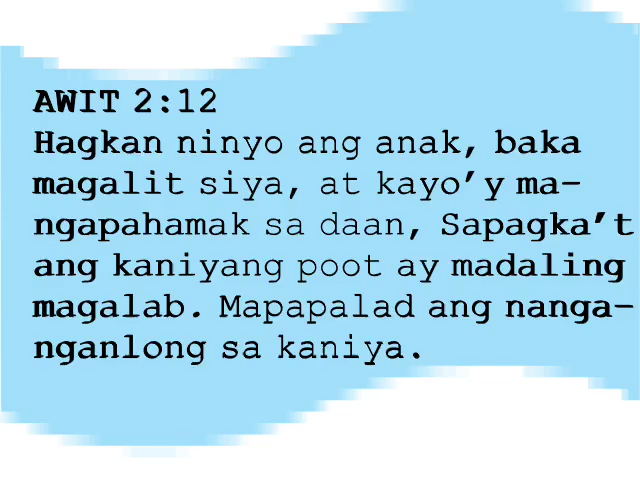 AWIT 2:12
Hagkan ninyo ang anak, baka
magalit siya, at kayo'y ma-
ngapahamak sa daan, Sapagka't
ang kaniyang poot ay madaling
magalab. Mapapalad ang nanga-
nganlong sa kaniya.